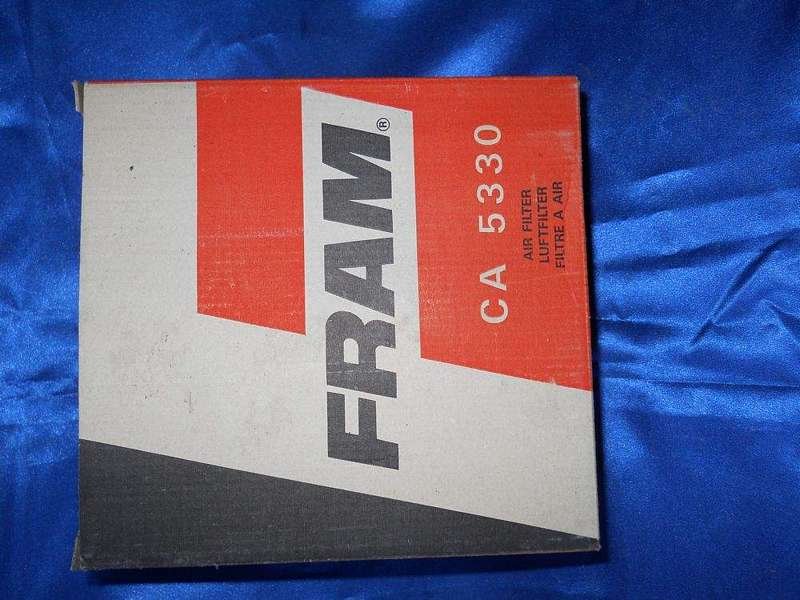 FRAM®
CA 5330
AIR FILTER
LUFTFILTER
FILTRE A AIR